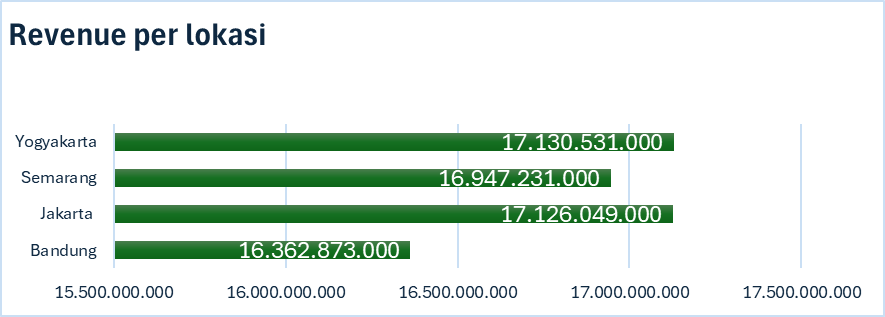 Revenue per lokasi
Yogyakarta 17.130.531.000
Semarang 16.947.231.000
Jakarta 17.126.049.000
Bandung 16.362.873.000
15.500.000.000 16.000.000.000 16.500.000.000 17.000.000.000 17.500.000.000